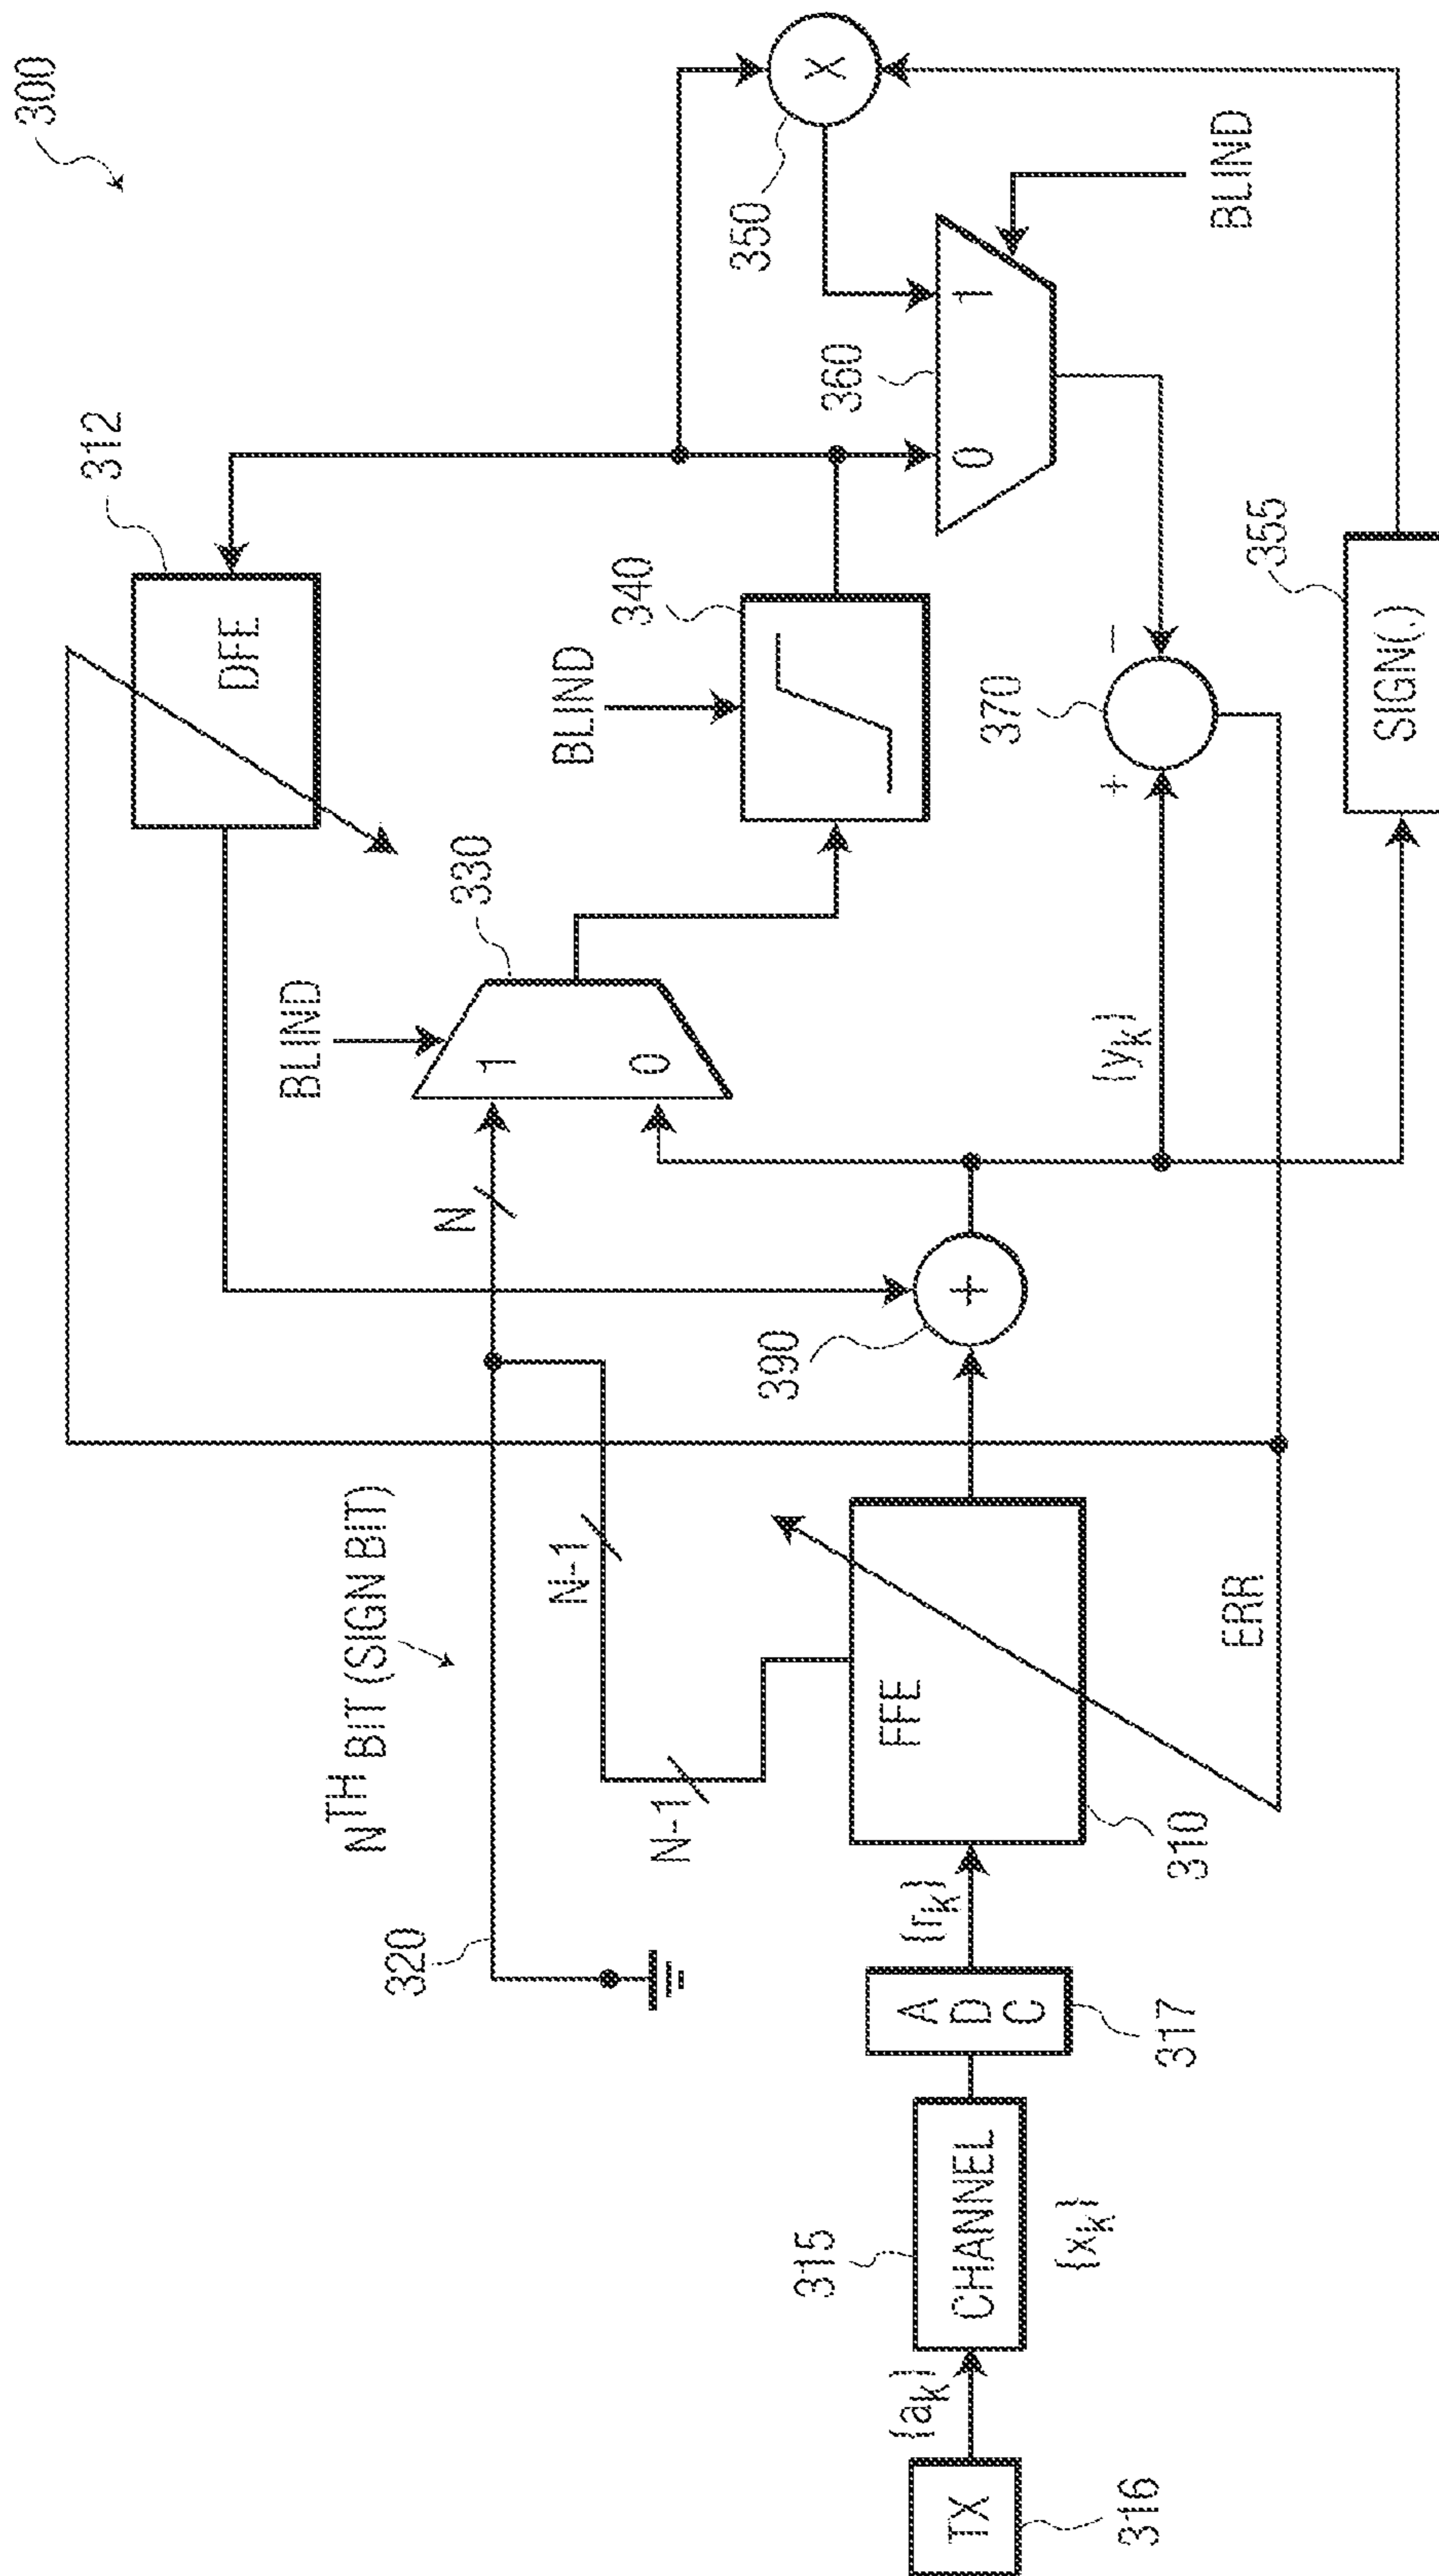 300
312
DFE
BLIND
330
1
0
BLIND
340
350
X
360
0
1
BLIND
370
+
−
355
SIGN(.)
{yk}
N
390
+
NTH BIT (SIGN BIT)
N-1
N-1
320
FFE
310
ERR
{rk}
A
D
C
317
315
CHANNEL
{xk}
{ak}
TX
316